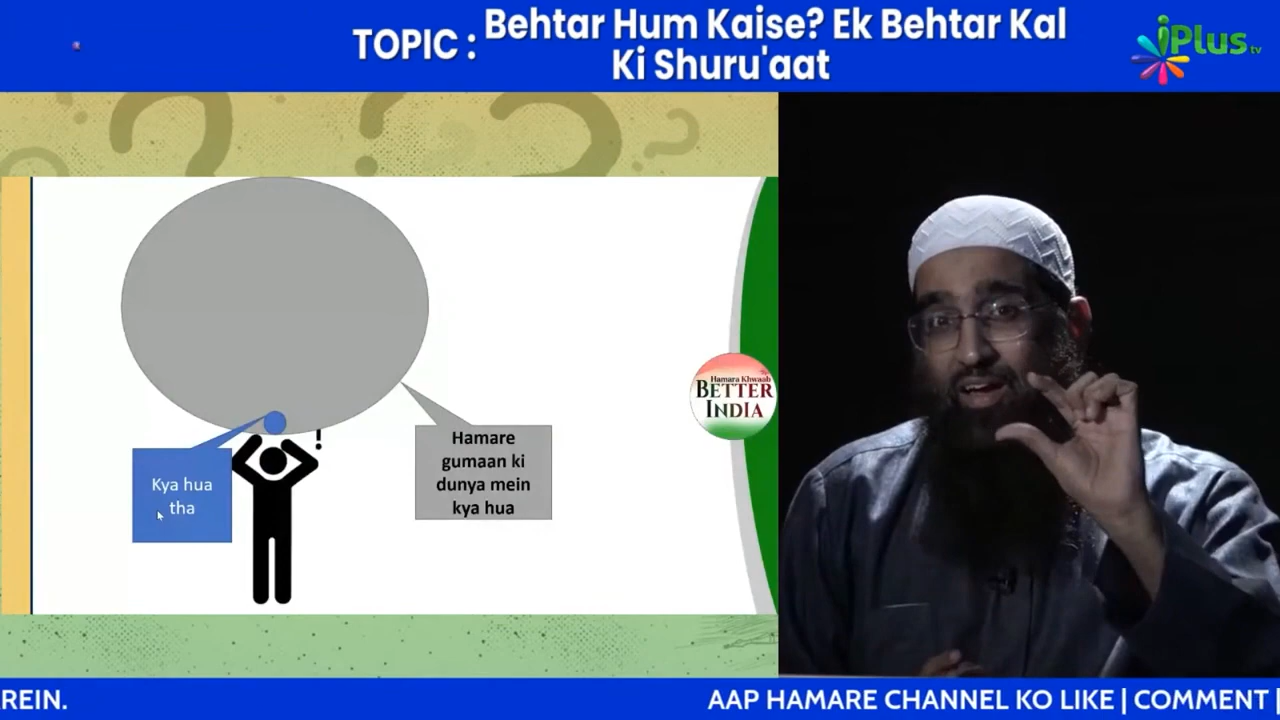 TOPIC : Behtar Hum Kaise? Ek Behtar Kal
Ki Shuru'aat
iPlus tv
Hamara Khwaab
BETTER
INDIA
Kya hua
tha
!
Hamare
gumaan ki
dunya mein
kya hua
REIN.
AAP HAMARE CHANNEL KO LIKE | COMMENT |